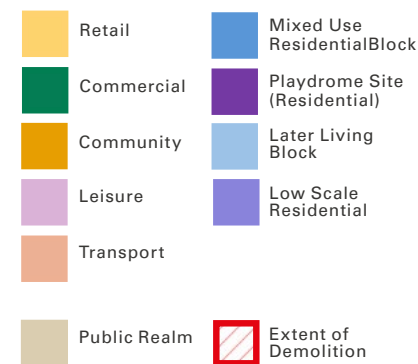 Retail
Commercial
Community
Leisure
Transport
Public Realm
Mixed Use
ResidentialBlock
Playdrome Site
(Residential)
Later Living
Block
Low Scale
Residential
Extent of
Demolition